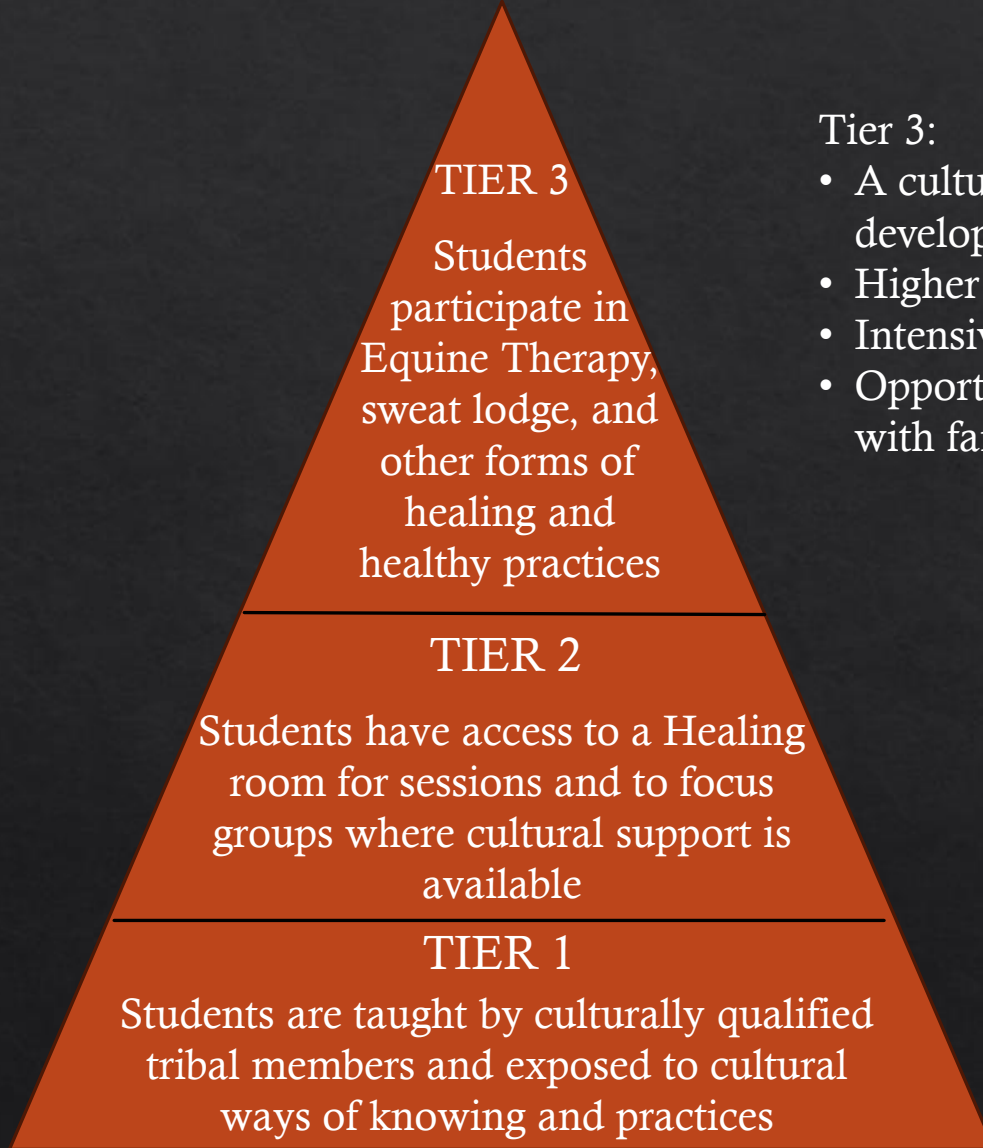 TIER 3
Students
participate in
Equine Therapy,
sweat lodge, and
other forms of
healing and
healthy practices
TIER 2
Students have access to a Healing
room for sessions and to focus
groups where cultural support is
available
TIER 1
Students are taught by culturally qualified
tribal members and exposed to cultural
ways of knowing and practices
Tier 3:
• A
• Higher
•
•
with